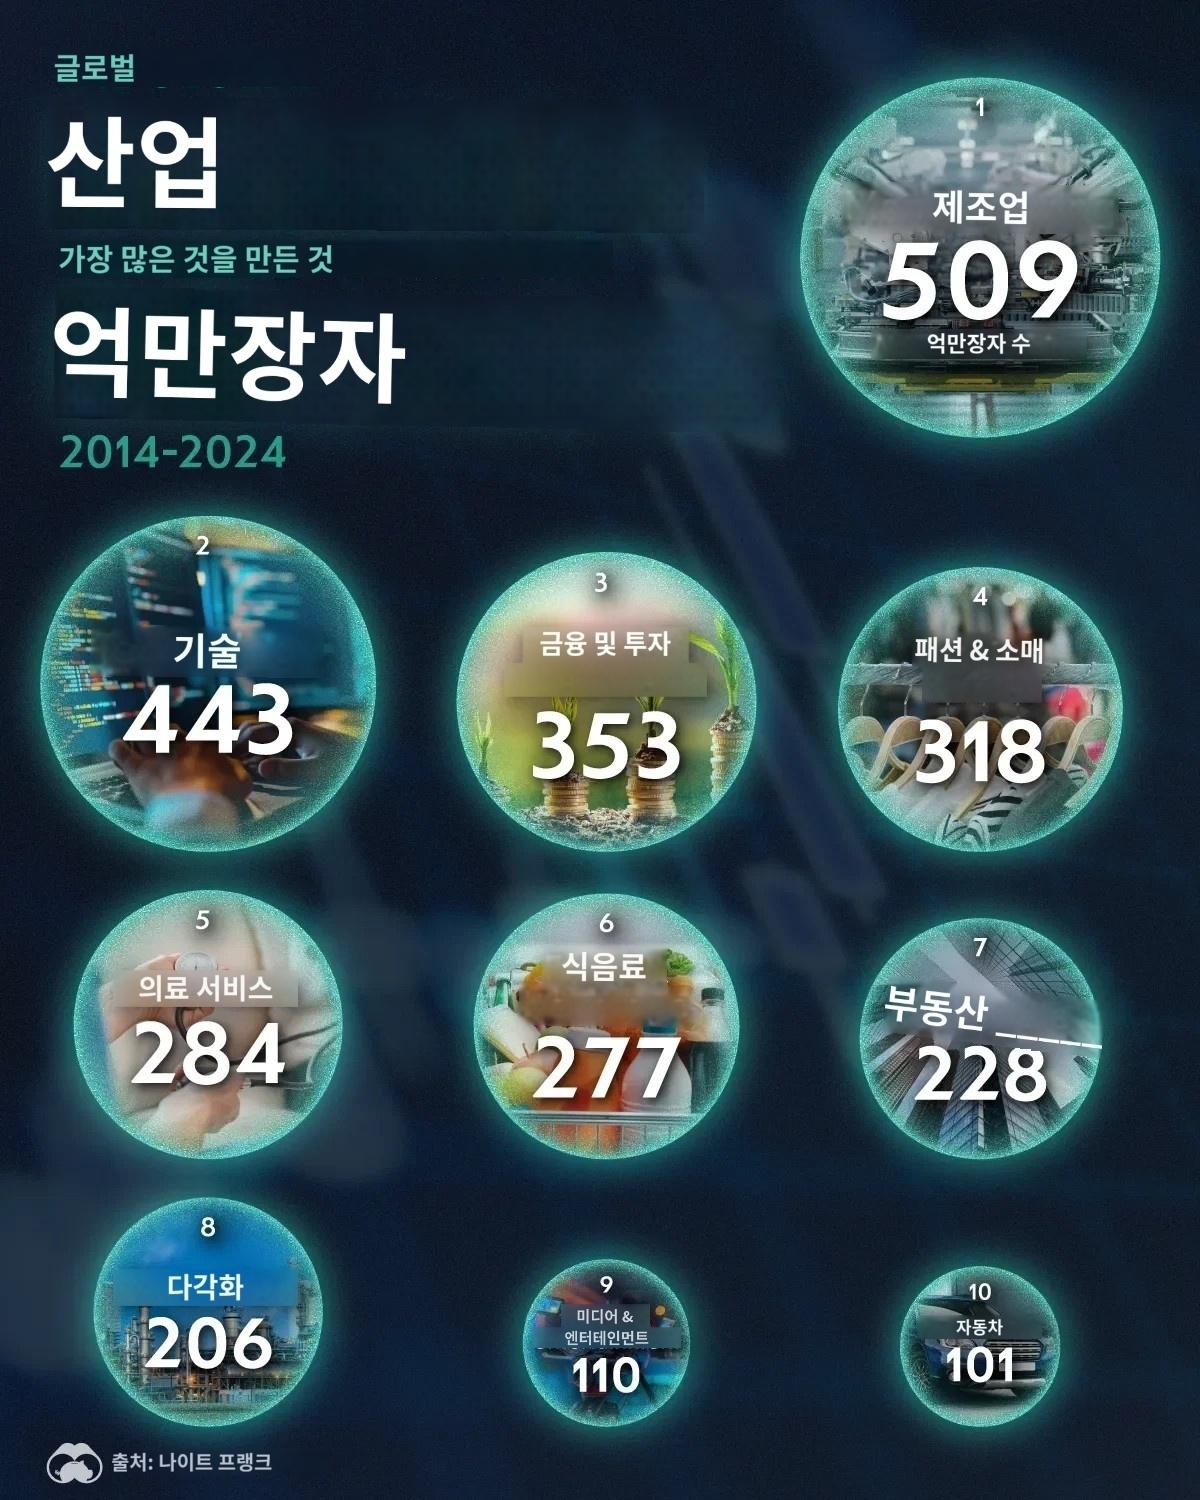 글로벌
산업
가장 많은 것을 만든 것
억만장자
2014-2024
1
제조업
509
억만장자 수
2
기술
443
3
금융 및 투자
353
4
패션 & 소매
318
5
의료 서비스
284
6
식음료
277
7
부동산 _____
228
8
다각화
206
9
미디어 &
엔터테인먼트
110
10
자동차
101
출처: 나이트 프랭크